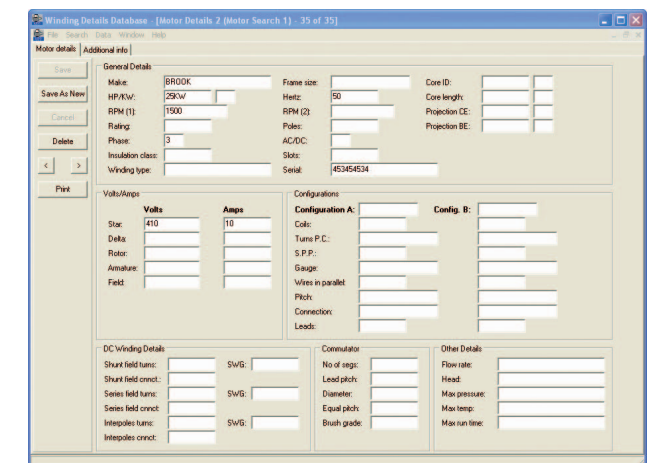 Winding Details Database - [Motor Details 2 (Motor Search 1) - 35 of 35]
File Search Data Window Help
Motor details Additional info
Save
Save As New
Cancel
Delete
< >
Print
General Details
Make: BROOK Frame size: Core ID:
HP/KW: 25KW Hertz: 50 Core length:
RPM (1): 1500 RPM (2): Projection CE:
Rating: Poles: Projection BE:
Phase: 3 AC/DC:
Insulation class: Slots:
Winding type: Serial: 453454534
Volts/Amps
Volts Amps
Star: 410 10
Delta:
Rotor:
Armature:
Field:
Configurations
Configuration A: Config. B:
Coils:
Turns P.C.:
S.P.P.:
Gauge:
Wires in parallel:
Pitch:
Connection:
Leads:
DC Winding Details
Shunt field turns: SWG:
Shunt field cnnct.:
Series field turns: SWG:
Series field cnnct:
Interpoles turns: SWG:
Interpoles cnnct:
Commutator
No of segs:
Lead pitch:
Diameter:
Equal pitch:
Brush grade:
Other Details
Flow rate:
Head:
Max pressure:
Max temp:
Max run time: